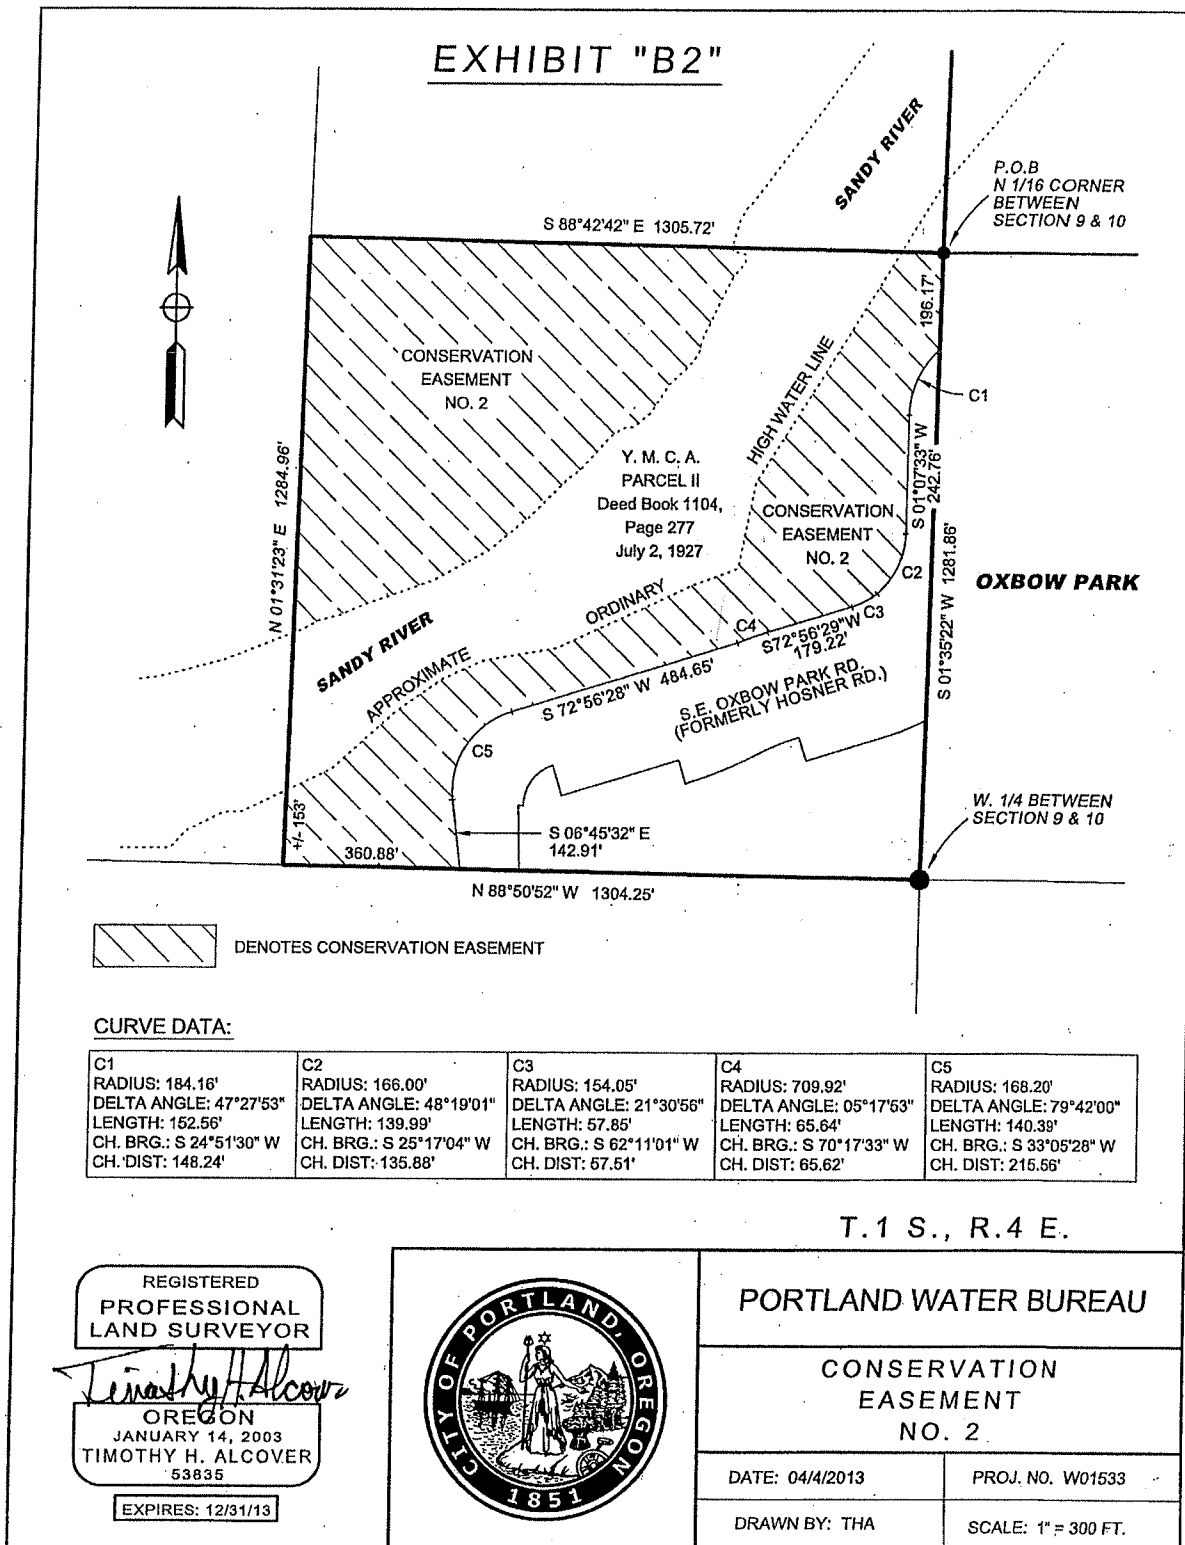 EXHIBIT "B2"
SANDY RIVER
P.O.B
N 1/16 CORNER
BETWEEN
SECTION 9 & 10
S 88°42'42" E 1305.72'
196.17'
CONSERVATION
EASEMENT
NO. 2
HIGH WATER LINE
C1
N 01°31'23" E 1284.96'
Y. M. C. A.
PARCEL II
Deed Book 1104,
Page 277
July 2, 1927
S 01°07'33" W
242.76'
CONSERVATION
EASEMENT
NO. 2
C2
OXBOW PARK
S 01°35'22" W 1281.86'
ORDINARY
C3
C4
S72°56'29"W
179.22'
SANDY RIVER
APPROXIMATE
S 72°56'28" W 484.65'
S.E. OXBOW PARK RD.
(FORMERLY HOSNER RD.)
C5
W. 1/4 BETWEEN
SECTION 9 & 10
+/- 153'
S 06°45'32" E
142.91'
360.88'
N 88°50'52" W 1304.25'
DENOTES CONSERVATION EASEMENT
CURVE DATA:
C1
RADIUS: 184.16'
DELTA ANGLE: 47°27'53"
LENGTH: 152.56'
CH. BRG.: S 24°51'30" W
CH. DIST: 148.24'
C2
RADIUS: 166.00'
DELTA ANGLE: 48°19'01"
LENGTH: 139.99'
CH. BRG.: S 25°17'04" W
CH. DIST: 135.88'
C3
RADIUS: 154.05'
DELTA ANGLE: 21°30'56"
LENGTH: 57.85'
CH. BRG.: S 62°11'01" W
CH. DIST: 57.51'
C4
RADIUS: 709.92'
DELTA ANGLE: 05°17'53"
LENGTH: 65.64'
CH. BRG.: S 70°17'33" W
CH. DIST: 65.62'
C5
RADIUS: 168.20'
DELTA ANGLE: 79°42'00"
LENGTH: 140.39'
CH. BRG.: S 33°05'28" W
CH. DIST: 215.56'
T.1 S., R.4 E.
REGISTERED
PROFESSIONAL
LAND SURVEYOR
Timothy H. Alcover
OREGON
JANUARY 14, 2003
TIMOTHY H. ALCOVER
53835
EXPIRES: 12/31/13
CITY OF PORTLAND, OREGON
1851
PORTLAND WATER BUREAU
CONSERVATION
EASEMENT
NO. 2
DATE: 04/4/2013
PROJ. NO. W01533
DRAWN BY: THA
SCALE: 1" = 300 FT.